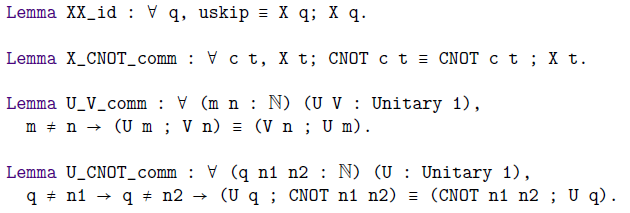 Lemma XX_id : ∀ q, uskip ≡ X q; X q.
Lemma X_CNOT_comm : ∀ c t, X t; CNOT c t ≡ CNOT c t ; X t.
Lemma U_V_comm : ∀ (m n : ℕ) (U V : Unitary 1),
m ≠ n → (U m ; V n) ≡ (V n ; U m).
Lemma U_CNOT_comm : ∀ (q n1 n2 : ℕ) (U : Unitary 1),
q ≠ n1 → q ≠ n2 → (U q ; CNOT n1 n2) ≡ (CNOT n1 n2 ; U q).